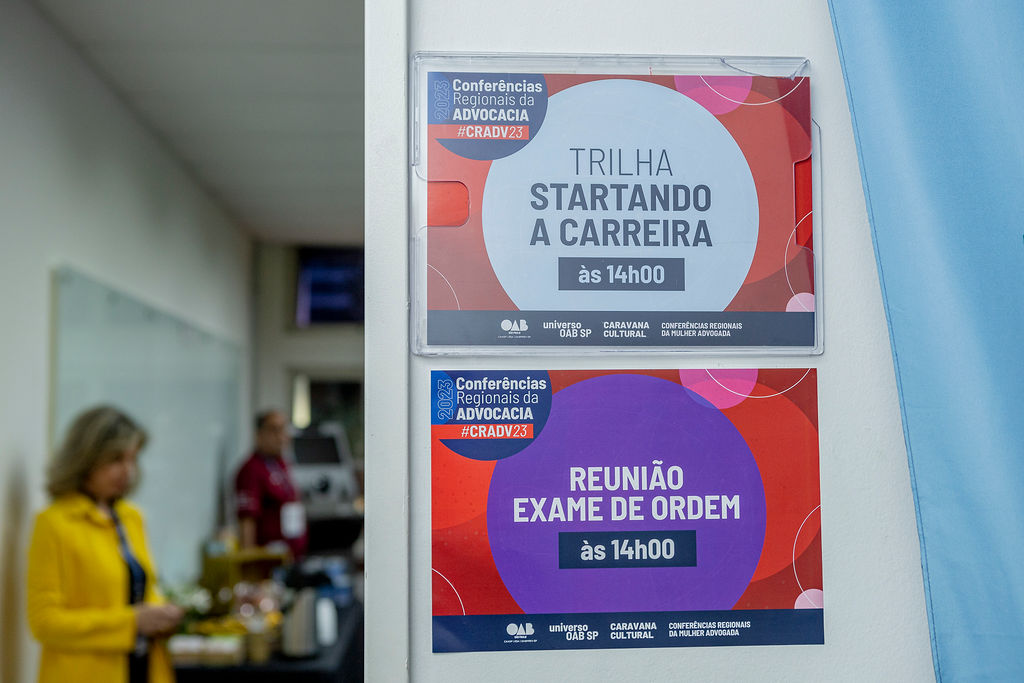 2023
Conferências
Regionais da
ADVOCACIA
#CRADV23
TRILHA
STARTANDO
A CARREIRA
às 14h00
OAB
universo
OAB SP
CARAVANA
CULTURAL
CONFERÊNCIAS REGIONAIS
DA MULHER ADVOGADA
2023
Conferências
Regionais da
ADVOCACIA
#CRADV23
REUNIÃO
EXAME DE ORDEM
às 14h00
OAB
universo
OAB SP
CARAVANA
CULTURAL
CONFERÊNCIAS REGIONAIS
DA MULHER ADVOGADA